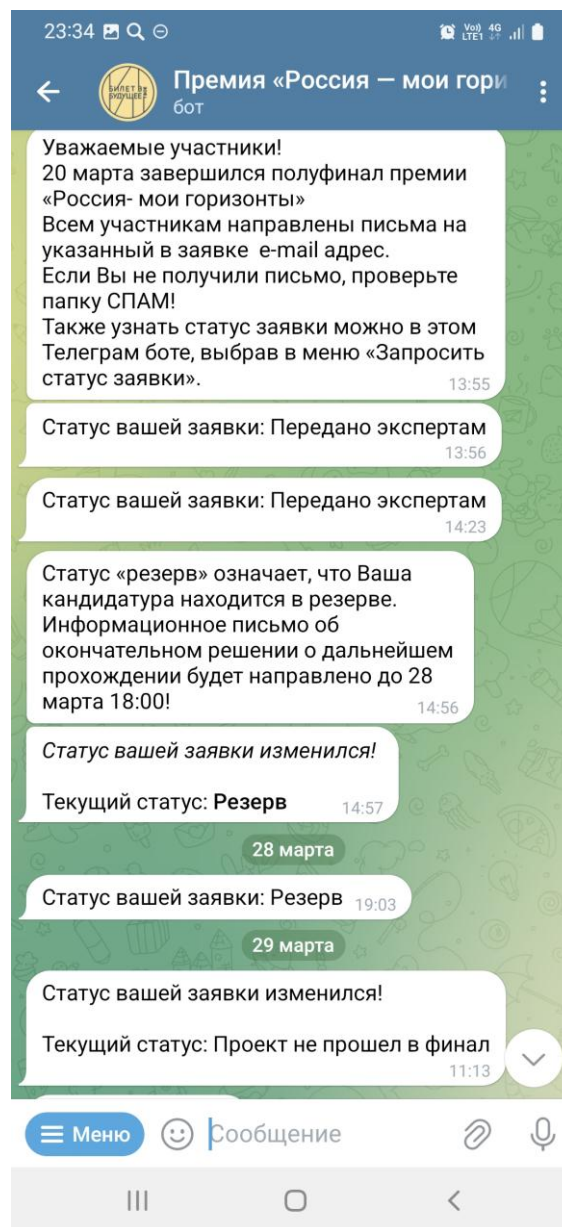 23:34
Vo)) 4G
LTE1
БИЛЕТ В
БУДУЩЕЕ
Премия «Россия — мои гори
бот
Уважаемые участники!
20 марта завершился полуфинал премии
«Россия- мои горизонты»
Всем участникам направлены письма на
указанный в заявке e-mail адрес.
Если Вы не получили письмо, проверьте
папку СПАМ!
Также узнать статус заявки можно в этом
Телеграм боте, выбрав в меню «Запросить
статус заявки».
13:55
Статус вашей заявки: Передано экспертам
13:56
Статус вашей заявки: Передано экспертам
14:23
Статус «резерв» означает, что Ваша
кандидатура находится в резерве.
Информационное письмо об
окончательном решении о дальнейшем
прохождении будет направлено до 28
марта 18:00!
14:56
Статус вашей заявки изменился!
Текущий статус: Резерв 14:57
28 марта
Статус вашей заявки: Резерв 19:03
29 марта
Статус вашей заявки изменился!
Текущий статус: Проект не прошел в финал
11:13
Меню Сообщение